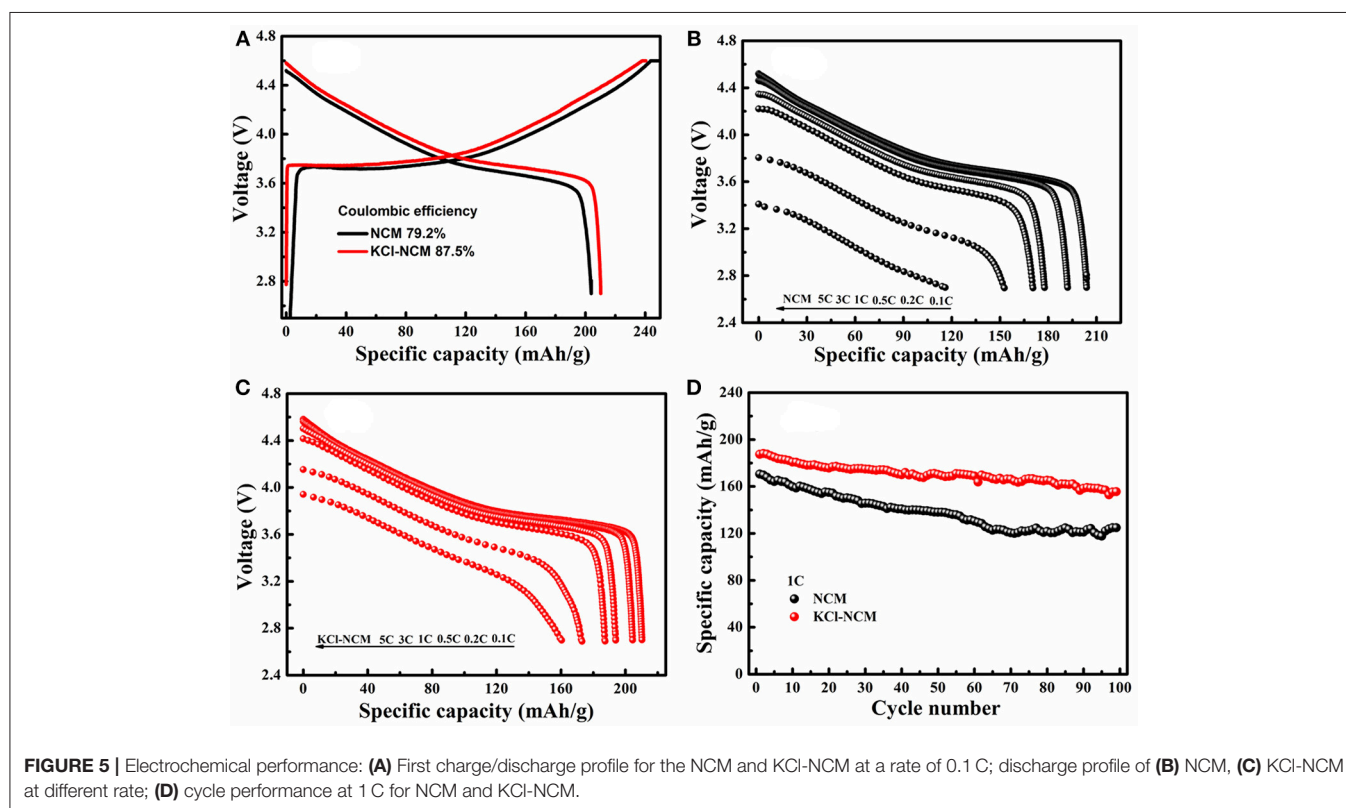 A
4.8
4.4
4.0
3.6
3.2
2.8
Voltage (V)
Coulombic efficiency
NCM 79.2%
KCl-NCM 87.5%
0 40 80 120 160 200 240
Specific capacity (mAh/g)
B
4.8
4.4
4.0
3.6
3.2
2.8
2.4
Voltage (V)
NCM 5C 3C 1C 0.5C 0.2C 0.1C
0 30 60 90 120 150 180 210
Specific capacity (mAh/g)
C
4.8
4.4
4.0
3.6
3.2
2.8
2.4
Voltage (V)
KCl-NCM 5C 3C 1C 0.5C 0.2C 0.1C
0 40 80 120 160 200
Specific capacity (mAh/g)
D
240
200
160
120
80
40
0
Specific capacity (mAh/g)
1C
NCM
KCl-NCM
0 10 20 30 40 50 60 70 80 90 100
Cycle number
FIGURE 5 | Electrochemical performance: (A) First charge/discharge profile for the NCM and KCl-NCM at a rate of 0.1 C; discharge profile of (B) NCM, (C) KCl-NCM
at different rate; (D) cycle performance at 1 C for NCM and KCl-NCM.